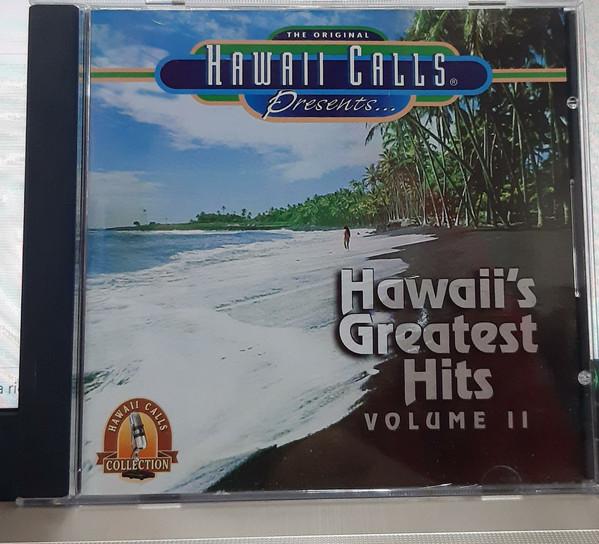 THE ORIGINAL
HAWAII CALLS®
Presents...
Hawaii's
Greatest
Hits
VOLUME II
HAWAII CALLS
COLLECTION